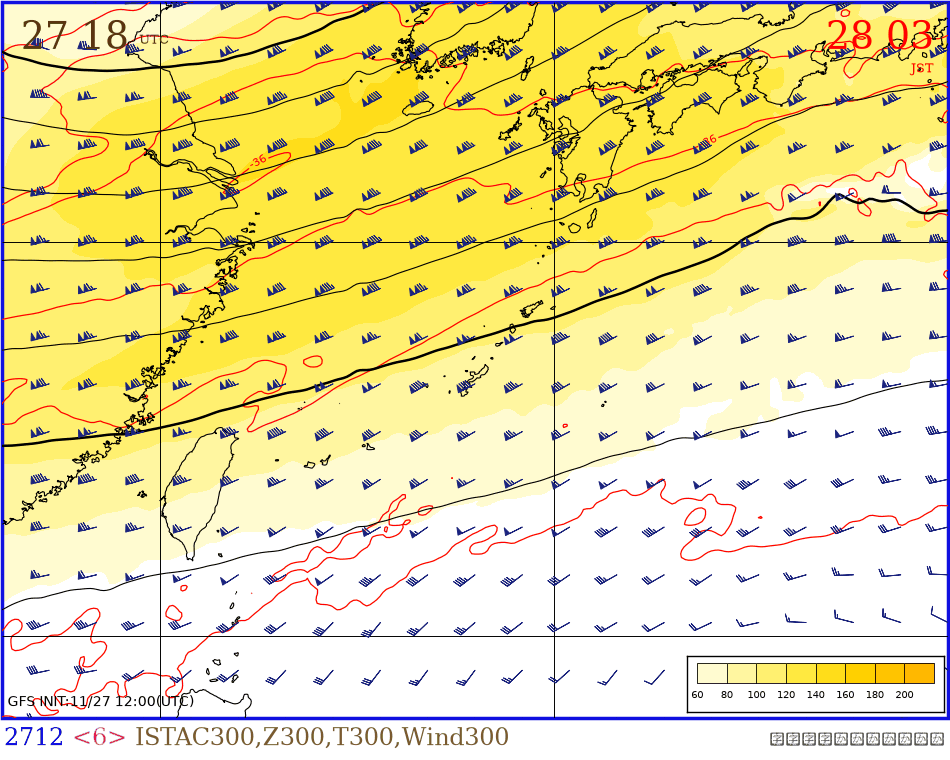 27 18 UTC
28 03
JST
-36
-36
60 80 100 120 140 160 180 200
GFS INIT:11/27 12:00(UTC)
2712 <6> ISTAC300,Z300,T300,Wind300